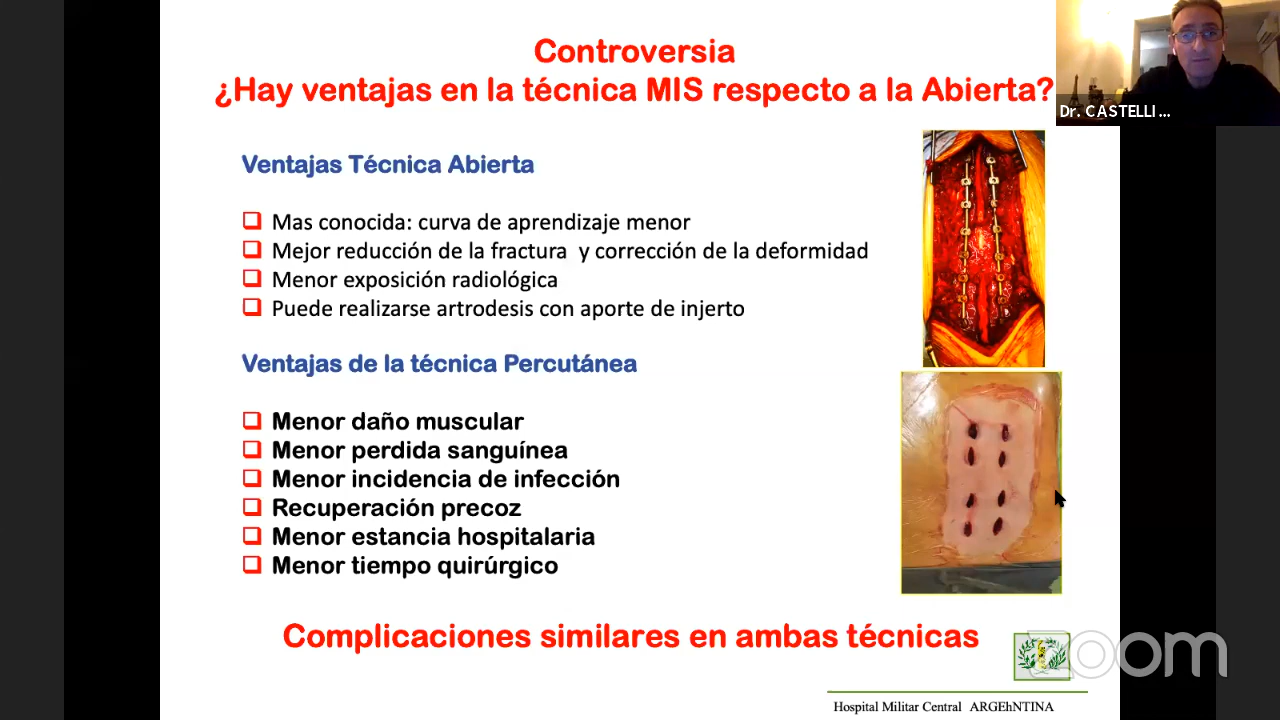 Controversia
¿Hay ventajas en la técnica MIS respecto a la Abierta?
Dr. CASTELLI ...
Ventajas Técnica Abierta
Mas conocida: curva de aprendizaje menor
Mejor reducción de la fractura y corrección de la deformidad
Menor exposición radiológica
Puede realizarse artrodesis con aporte de injerto
Ventajas de la técnica Percutánea
Menor daño muscular
Menor perdida sanguínea
Menor incidencia de infección
Recuperación precoz
Menor estancia hospitalaria
Menor tiempo quirúrgico
Complicaciones similares en ambas técnicas
zoom
Hospital Militar Central ARGEhNTINA